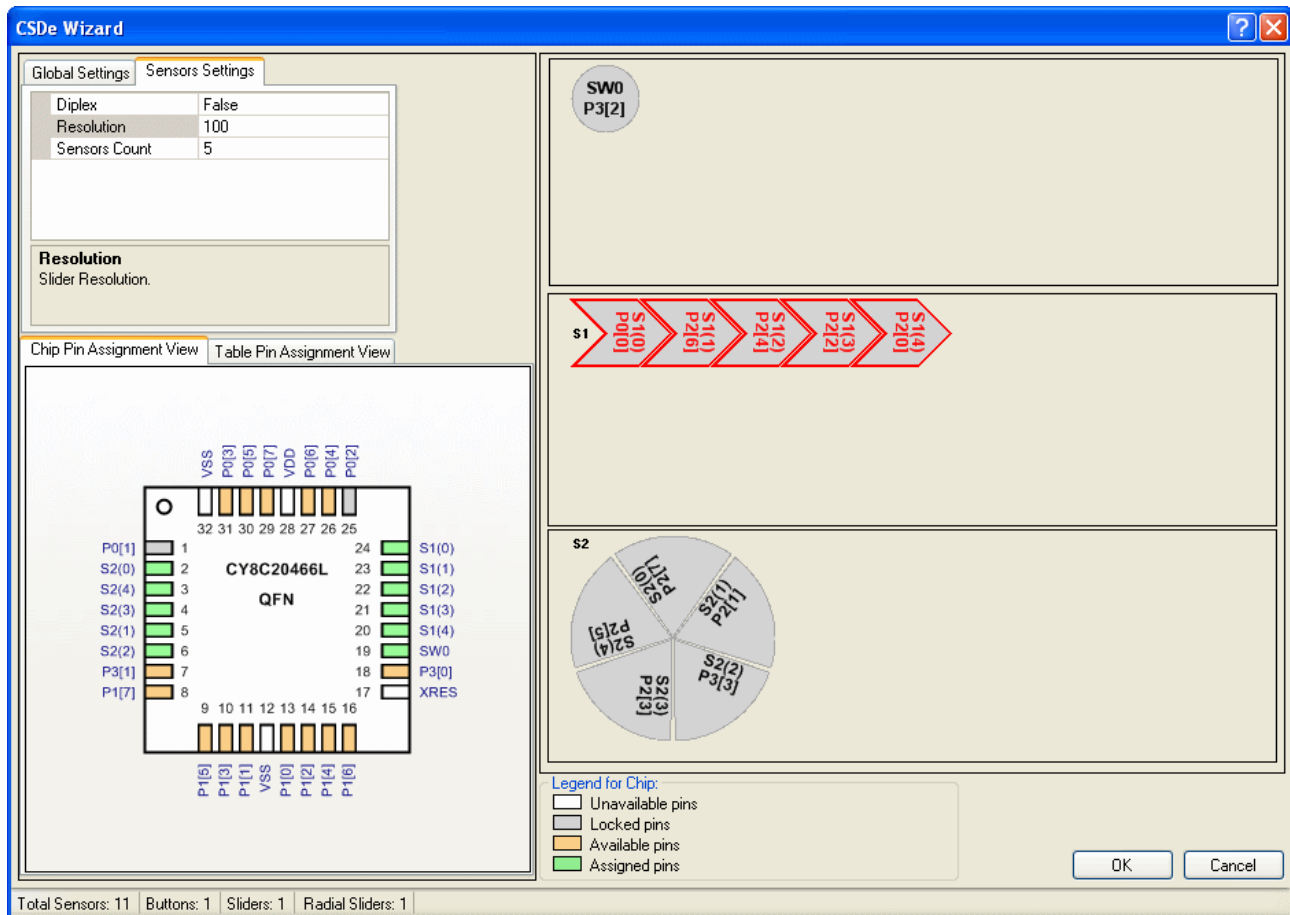 CSDe Wizard
Global Settings
Sensors Settings
Diplex False
Resolution 100
Sensors Count 5
Resolution
Slider Resolution.
Chip Pin Assignment View
Table Pin Assignment View
VSS
P0[3]
P0[5]
P0[7]
VDD
P0[6]
P0[4]
P0[2]
32 31 30 29 28 27 26 25
P0[1] 1
S2(0) 2
S2(4) 3
S2(3) 4
S2(1) 5
S2(2) 6
P3[1] 7
P1[7] 8
CY8C20466L
QFN
24 S1(0)
23 S1(1)
22 S1(2)
21 S1(3)
20 S1(4)
19 SW0
18 P3[0]
17 XRES
9 10 11 12 13 14 15 16
P1[5]
P1[3]
P1[1]
VSS
P1[0]
P1[2]
P1[4]
P1[6]
SW0
P3[2]
S1
S1(0)
P0[0]
S1(1)
P2[6]
S1(2)
P2[4]
S1(3)
P2[2]
S1(4)
P2[0]
S2
S2(0)
P2[7]
S2(1)
P2[1]
S2(2)
P3[3]
S2(3)
P2[3]
S2(4)
P2[5]
Legend for Chip:
Unavailable pins
Locked pins
Available pins
Assigned pins
OK
Cancel
Total Sensors: 11
Buttons: 1
Sliders: 1
Radial Sliders: 1